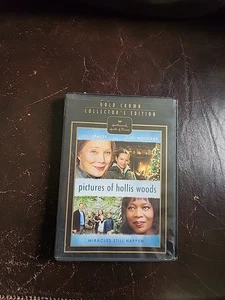 GOLD CROWN
COLLECTOR'S EDITION
pictures of hollis woods
MIRACLES STILL HAPPEN